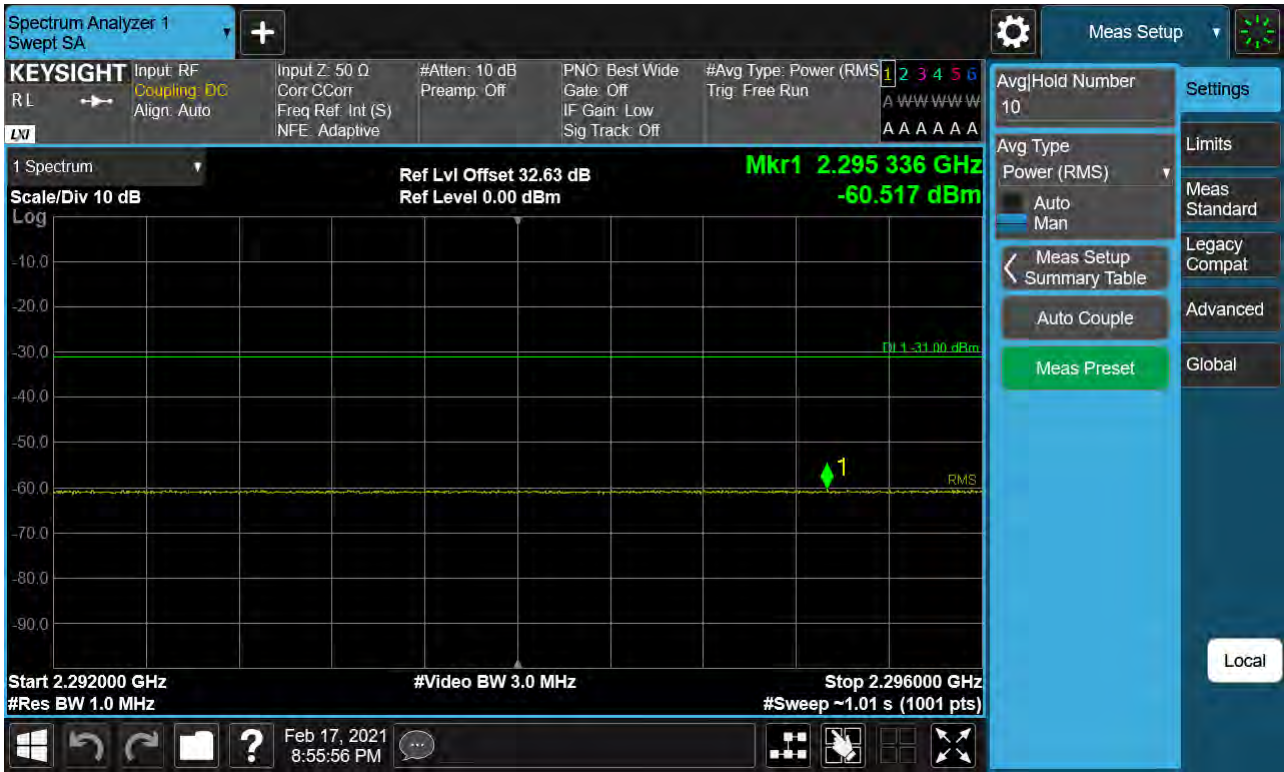 Spectrum Analyzer 1
Swept SA
Meas Setup
KEYSIGHT
RL
LXI
Input: RF
Coupling: DC
Align: Auto
Input Z: 50 Ω
Corr CCorr
Freq Ref: Int (S)
NFE: Adaptive
#Atten: 10 dB
Preamp: Off
PNO: Best Wide
Gate: Off
IF Gain: Low
Sig Track: Off
#Avg Type: Power (RMS
Trig: Free Run
1 2 3 4 5 6
A W W W W W
A A A A A A
1 Spectrum
Scale/Div 10 dB
Log
Ref Lvl Offset 32.63 dB
Ref Level 0.00 dBm
Mkr1 2.295 336 GHz
-60.517 dBm
-10.0
-20.0
-30.0
DL1 -31.00 dBm
-40.0
-50.0
1
-60.0
RMS
-70.0
-80.0
-90.0
Start 2.292000 GHz
#Res BW 1.0 MHz
#Video BW 3.0 MHz
Stop 2.296000 GHz
#Sweep ~1.01 s (1001 pts)
Avg|Hold Number
10
Avg Type
Power (RMS)
Auto
Man
Meas Setup
Summary Table
Auto Couple
Meas Preset
Settings
Limits
Meas
Standard
Legacy
Compat
Advanced
Global
Local
?
Feb 17, 2021
8:55:56 PM